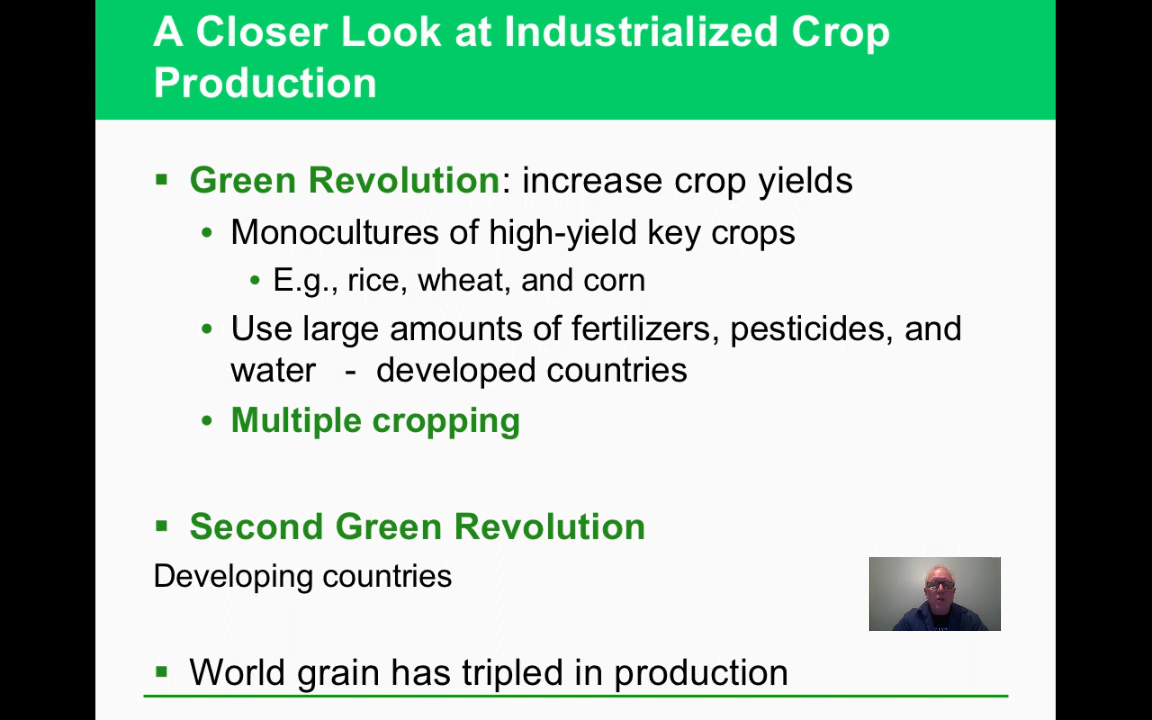 A Closer Look at Industrialized Crop
Production
Green Revolution: increase crop yields
Monocultures of high-yield key crops
E.g., rice, wheat, and corn
Use large amounts of fertilizers, pesticides, and
water - developed countries
Multiple cropping
Second Green Revolution
Developing countries
World grain has tripled in production